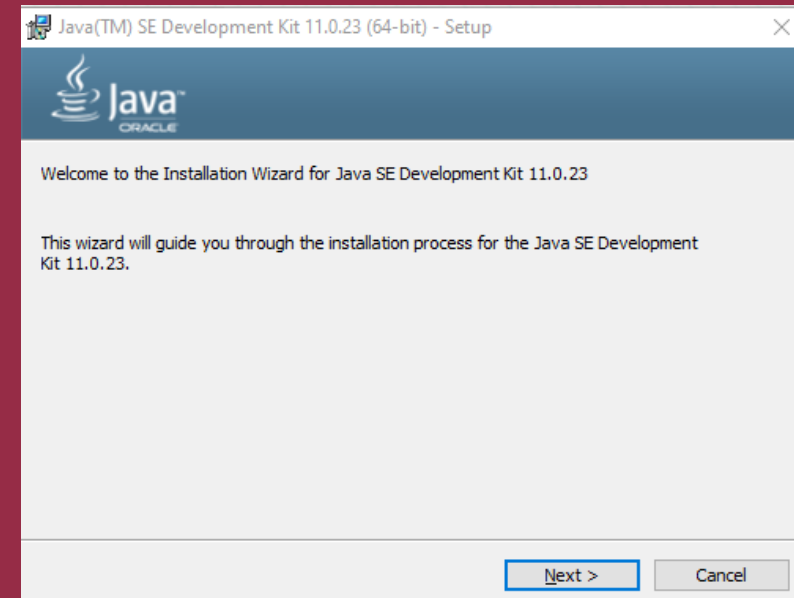 Java(TM) SE Development Kit 11.0.23 (64-bit) - Setup
Java™
ORACLE
Welcome to the Installation Wizard for Java SE Development Kit 11.0.23
This wizard will guide you through the installation process for the Java SE Development
Kit 11.0.23.
Next >
Cancel